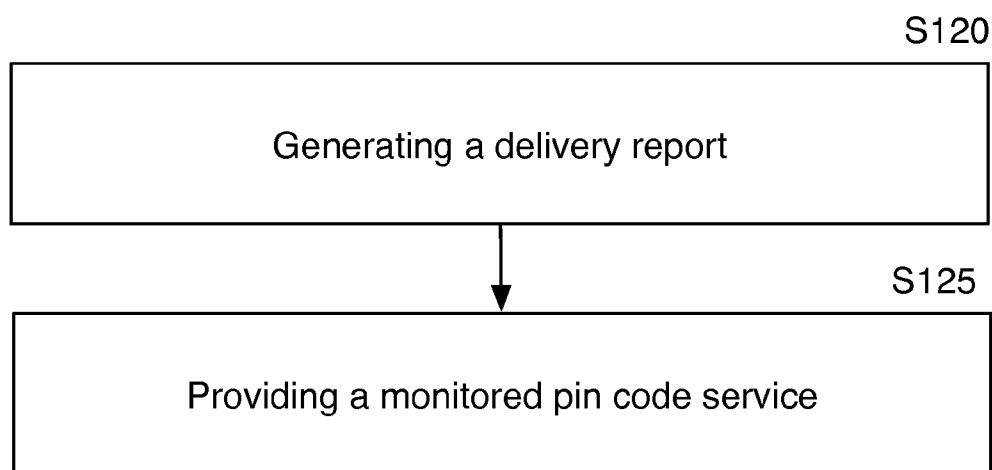 S120
Generating a delivery report
S125
Providing a monitored pin code service